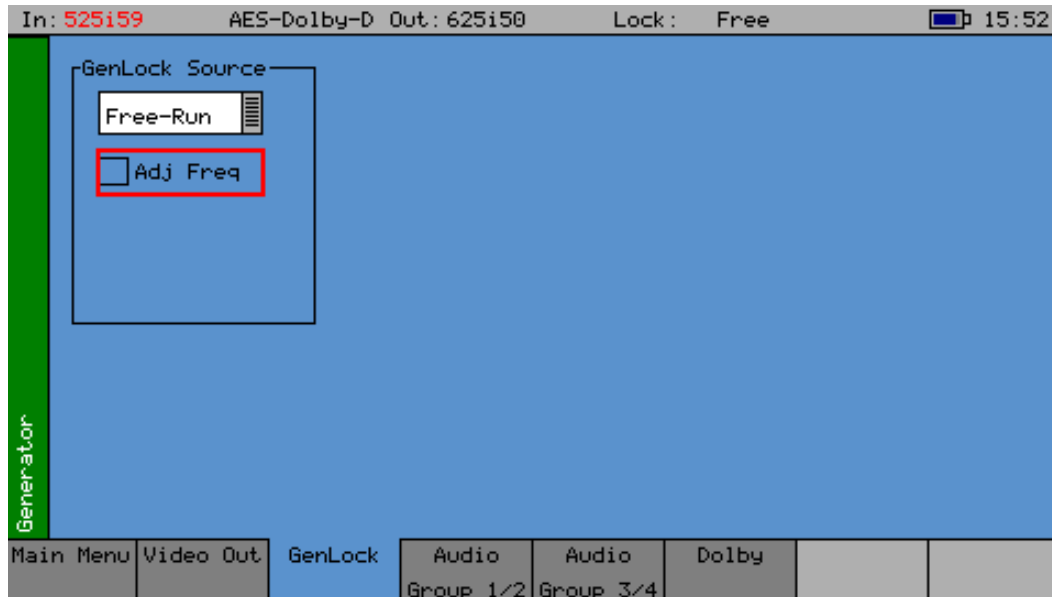 In: 525i59 AES-Dolby-D Out: 625i50 Lock: Free 15:52
GenLock Source
Free-Run
Adj Freq
Generator
Main Menu Video Out GenLock Audio Group 1/2 Audio Group 3/4 Dolby